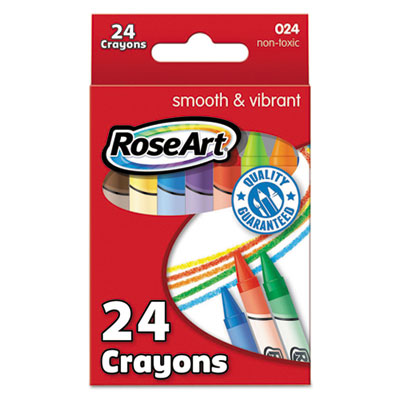 24
Crayons
024
non-toxic
smooth & vibrant
RoseArt
QUALITY
GUARANTEED
24
Crayons